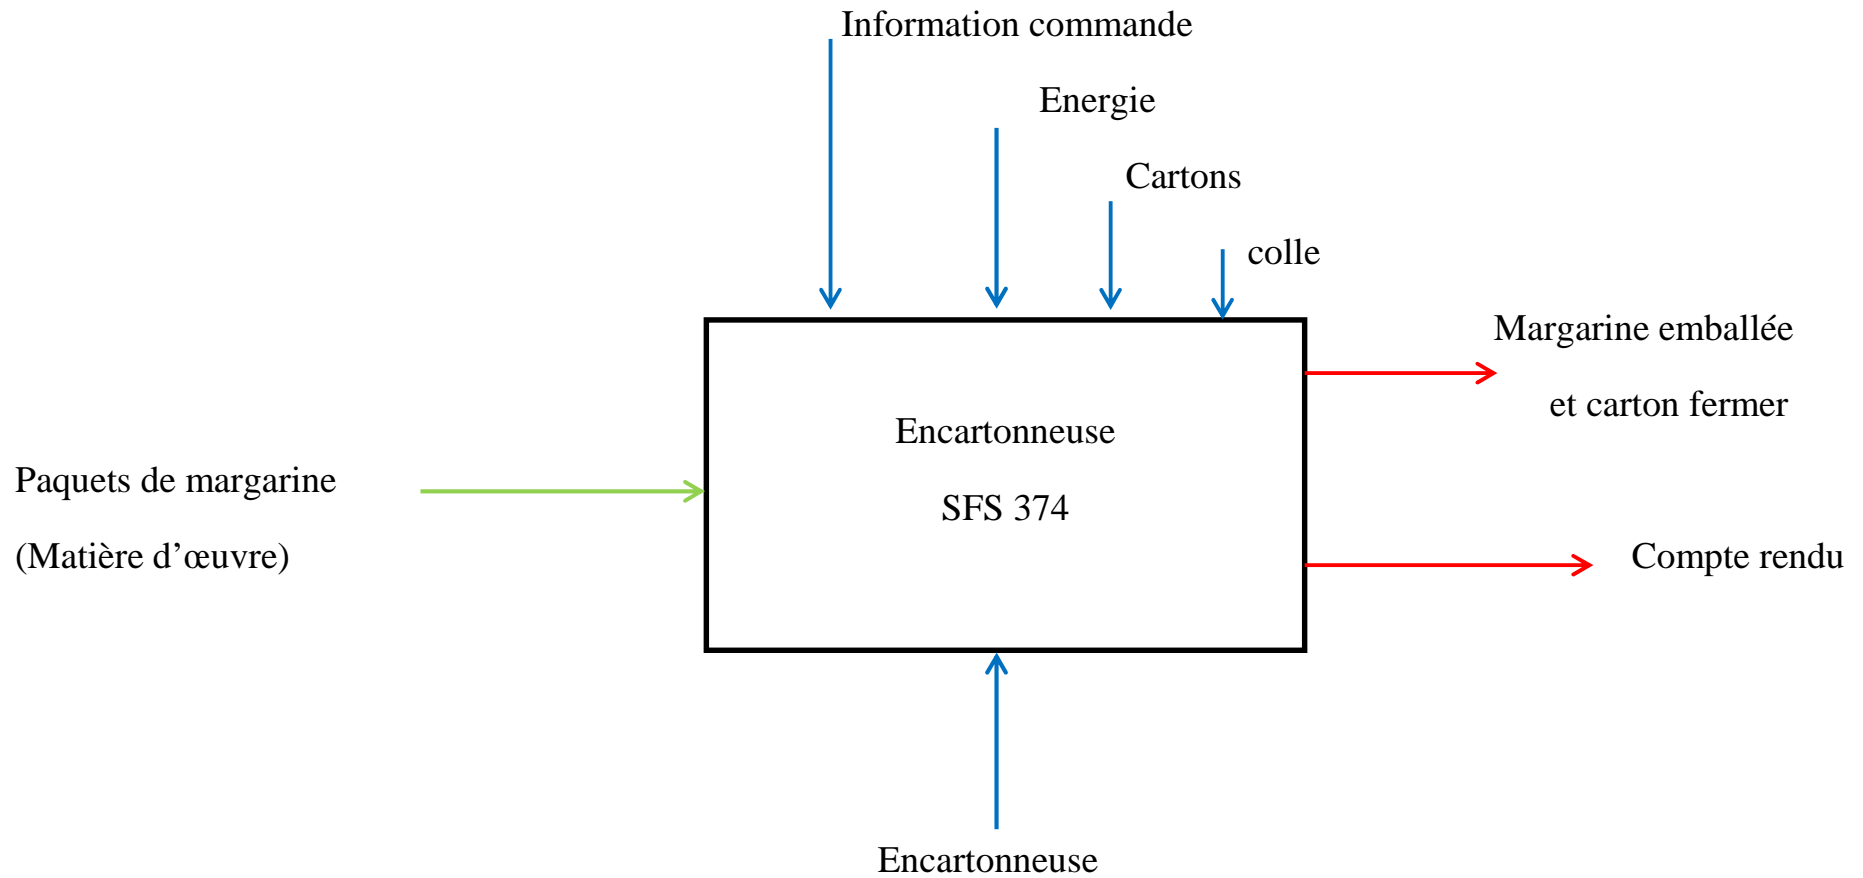 Information commande
Energie
Cartons
colle
Margarine emballée
et carton fermer
Encartonneuse
SFS 374
Paquets de margarine
(Matière d’œuvre)
Compte rendu
Encartonneuse